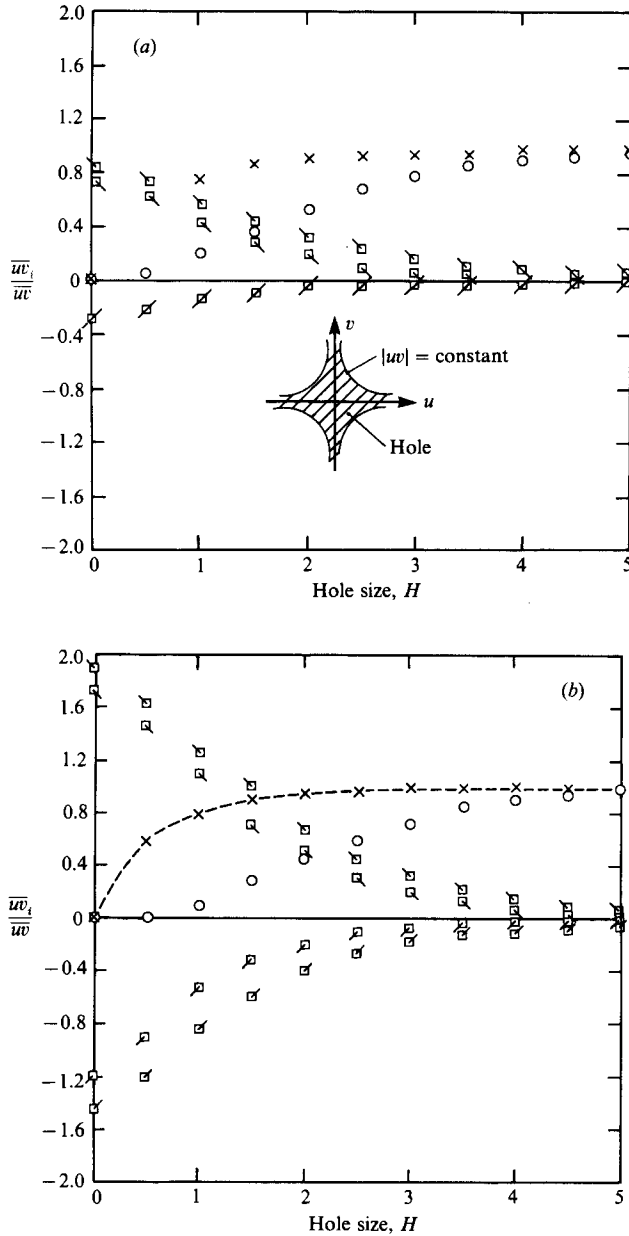 2.0
(a)
1.6
1.2
0.8
0.4
0
−0.4
−0.8
−1.2
−1.6
−2.0
uv_i
uv
v
|uv| = constant
u
Hole
0 1 2 3 4 5
Hole size, H
2.0
(b)
1.6
1.2
0.8
0.4
0
−0.4
−0.8
−1.2
−1.6
−2.0
uv_i
uv
0 1 2 3 4 5
Hole size, H